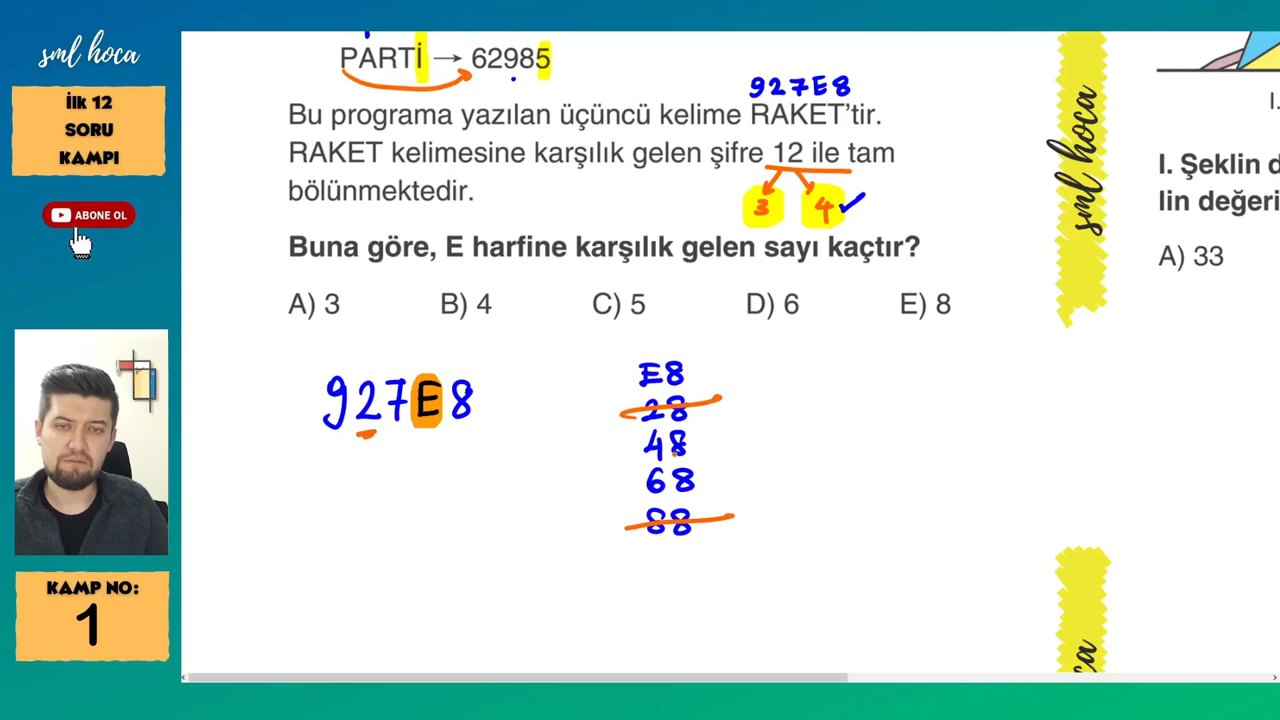 sml hoca
İlk 12
SORU
KAMPI
ABONE OL
KAMP NO:
1
PARTİ → 62985
927E8
Bu programa yazılan üçüncü kelime RAKET'tir.
RAKET kelimesine karşılık gelen şifre 12 ile tam
bölünmektedir.
3 4
Buna göre, E harfine karşılık gelen sayı kaçtır?
A) 3 B) 4 C) 5 D) 6 E) 8
927E8
E8
28
48
68
88
sml hoca
I.
I. Şeklin
lin değeri
A) 33
ca